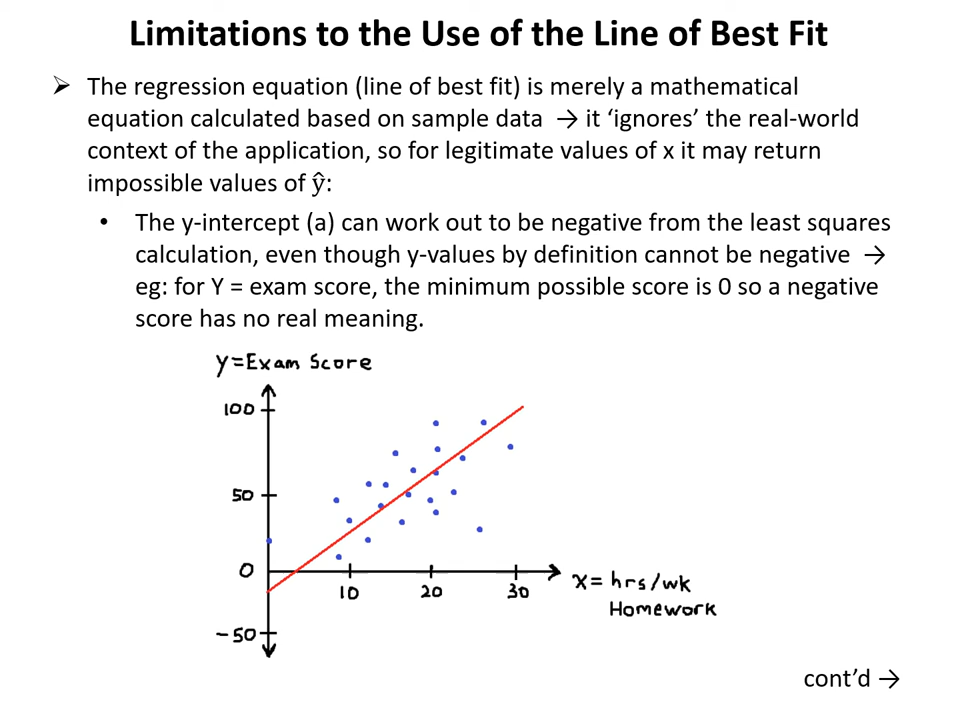 Limitations to the Use of the Line of Best Fit
➢ The regression equation (line of best fit) is merely a mathematical
equation calculated based on sample data → it ‘ignores’ the real-world
context of the application, so for legitimate values of x it may return
impossible values of ŷ:
• The y-intercept (a) can work out to be negative from the least squares
calculation, even though y-values by definition cannot be negative →
eg: for Y = exam score, the minimum possible score is 0 so a negative
score has no real meaning.
y=Exam Score
100
50
0
10 20 30
x= hrs/wk
Homework
-50
cont’d →